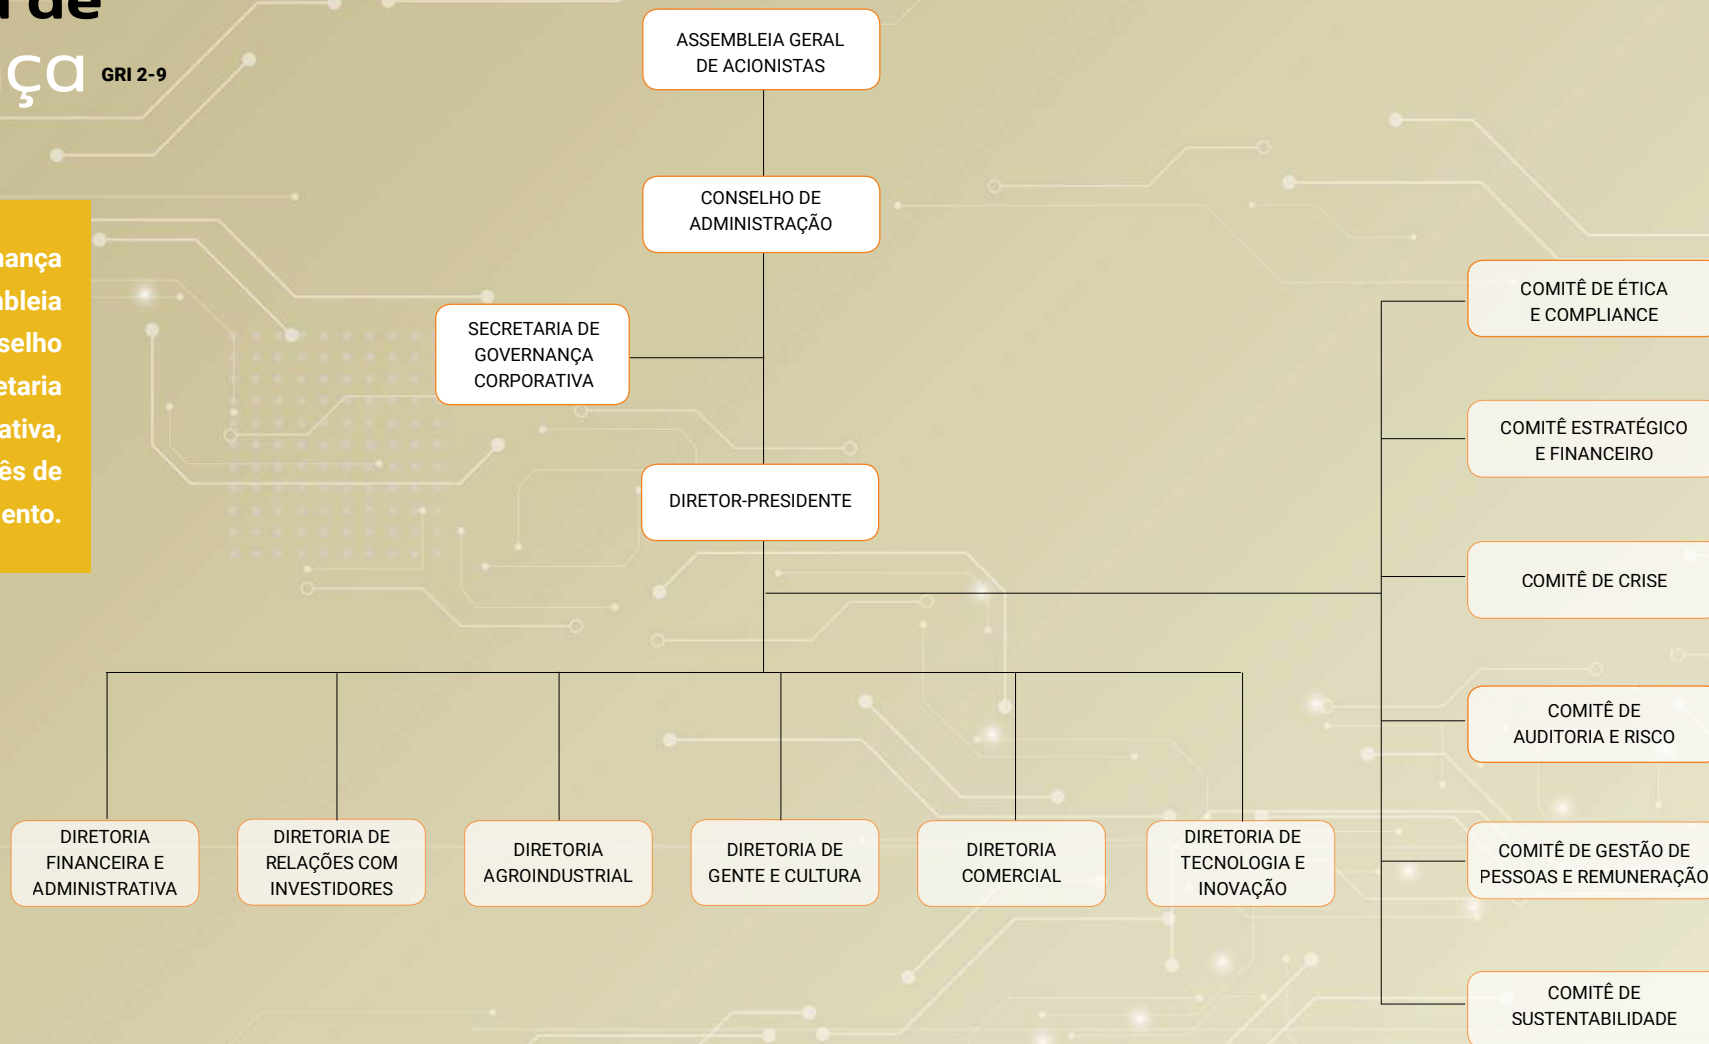 de
GRI 2-9
ASSEMBLEIA GERAL
DE ACIONISTAS
CONSELHO DE
ADMINISTRAÇÃO
SECRETARIA DE
GOVERNANÇA
CORPORATIVA
DIRETOR-PRESIDENTE
ês de
COMITÊ DE ÉTICA
E COMPLIANCE
COMITÊ ESTRATÉGICO
E FINANCEIRO
COMITÊ DE CRISE
COMITÊ DE
AUDITORIA E RISCO
COMITÊ DE GESTÃO DE
PESSOAS E REMUNERAÇÃO
COMITÊ DE
SUSTENTABILIDADE
DIRETORIA
FINANCEIRA E
ADMINISTRATIVA
DIRETORIA DE
RELAÇÕES COM
INVESTIDORES
DIRETORIA
AGROINDUSTRIAL
DIRETORIA DE
GENTE E CULTURA
DIRETORIA
COMERCIAL
DIRETORIA DE
TECNOLOGIA E
INOVAÇÃO